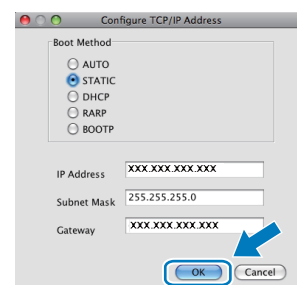 Configure TCP/IP Address
Boot Method
AUTO
STATIC
DHCP
RARP
BOOTP
IP Address XXX.XXX.XXX.XXX
Subnet Mask 255.255.255.0
Gateway XXX.XXX.XXX.XXX
OK Cancel